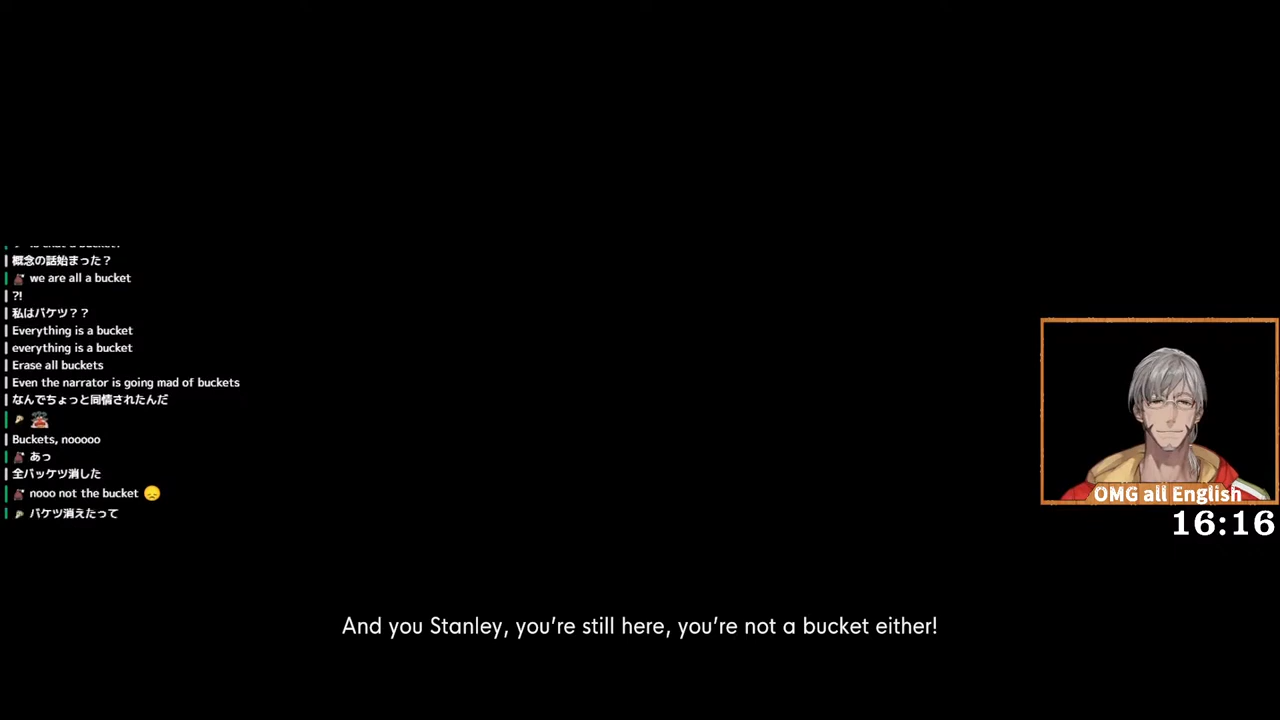 概念の話始まった？
we are all a bucket
?!
私はバケツ？？
Everything is a bucket
everything is a bucket
Erase all buckets
Even the narrator is going mad of buckets
なんでちょっと同情されたんだ
Buckets, nooooo
あっ
全バッケツ消した
nooo not the bucket 😞
バケツ消えたって
OMG all English
16:16
And you Stanley, you're still here, you're not a bucket either!